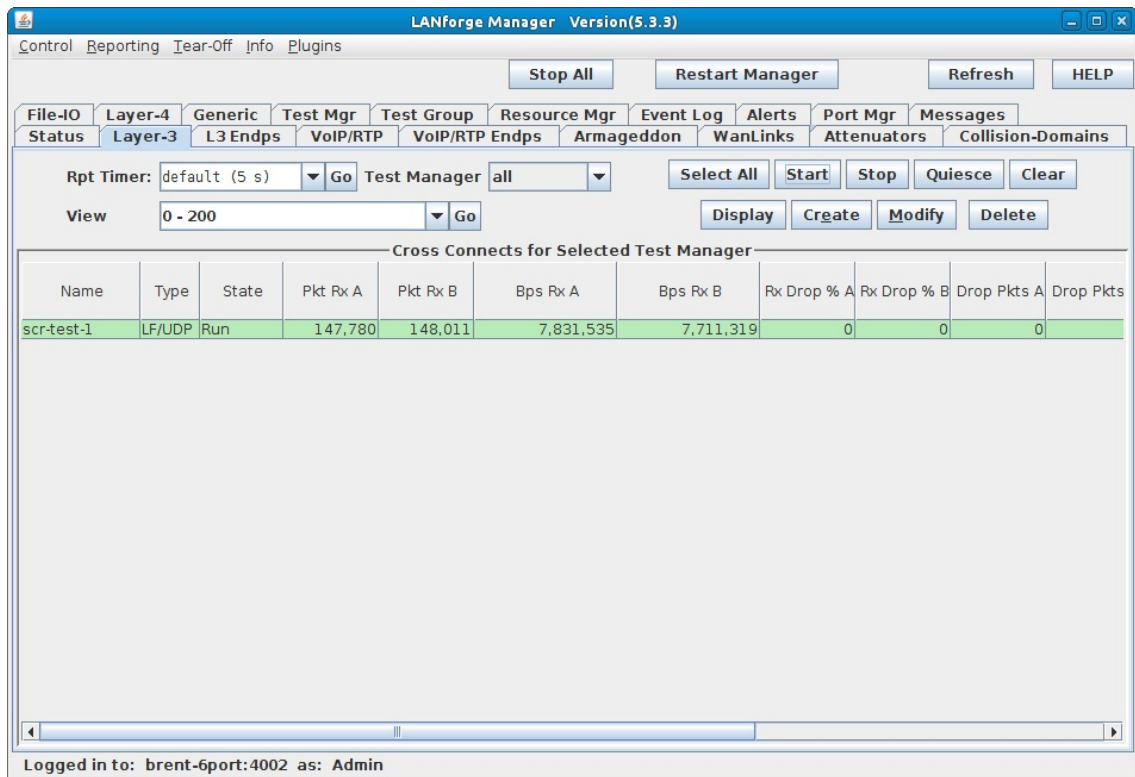 LANforge Manager Version(5.3.3)
Control Reporting Tear-Off Info Plugins
Stop All Restart Manager Refresh HELP
File-IO Layer-4 Generic Test Mgr Test Group Resource Mgr Event Log Alerts Port Mgr Messages
Status Layer-3 L3 Endps VoIP/RTP VoIP/RTP Endps Armageddon WanLinks Attenuators Collision-Domains
Rpt Timer: default (5 s) Go Test Manager all Select All Start Stop Quiesce Clear
View 0 - 200 Go Display Create Modify Delete
Cross Connects for Selected Test Manager
Name Type State Pkt Rx A Pkt Rx B Bps Rx A Bps Rx B Rx Drop % A Rx Drop % B Drop Pkts A Drop Pkts
scr-test-1 LF/UDP Run 147,780 148,011 7,831,535 7,711,319 0 0 0
Logged in to: brent-6port:4002 as: Admin